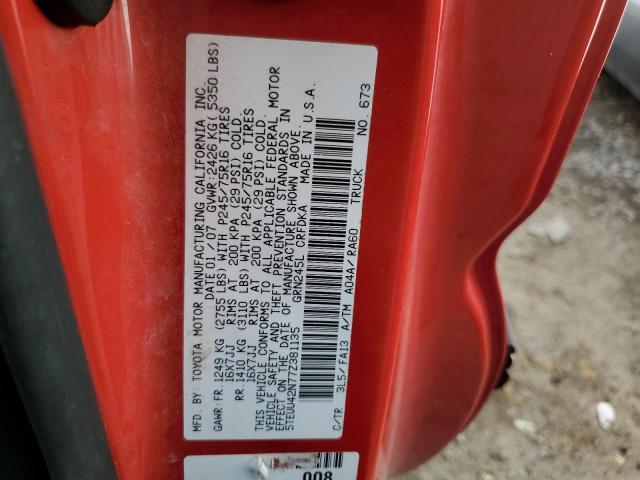 MFD. BY: TOYOTA MOTOR MANUFACTURING CALIFORNIA INC.
DATE 01/07 GVWR 2426 KG( 5350 LBS)
GAWR: FR. 1249 KG (2755 LBS) WITH P245/75R16 TIRES
16X7JJ RIMS AT 200 KPA (29 PSI) COLD.
RR. 1410 KG (3110 LBS) WITH P245/75R16 TIRES
16X7JJ RIMS AT 200 KPA (29 PSI) COLD.
THIS VEHICLE CONFORMS TO ALL APPLICABLE FEDERAL MOTOR
VEHICLE SAFETY AND THEFT PREVENTION STANDARDS IN
EFFECT ON THE DATE OF MANUFACTURE SHOWN ABOVE.
5TEUU42N77Z381135 GRN245L CRFDKA MADE IN U.S.A.
C/TR 3L5/FA13 A/TM A04A/RA60 TRUCK NO. 673
008